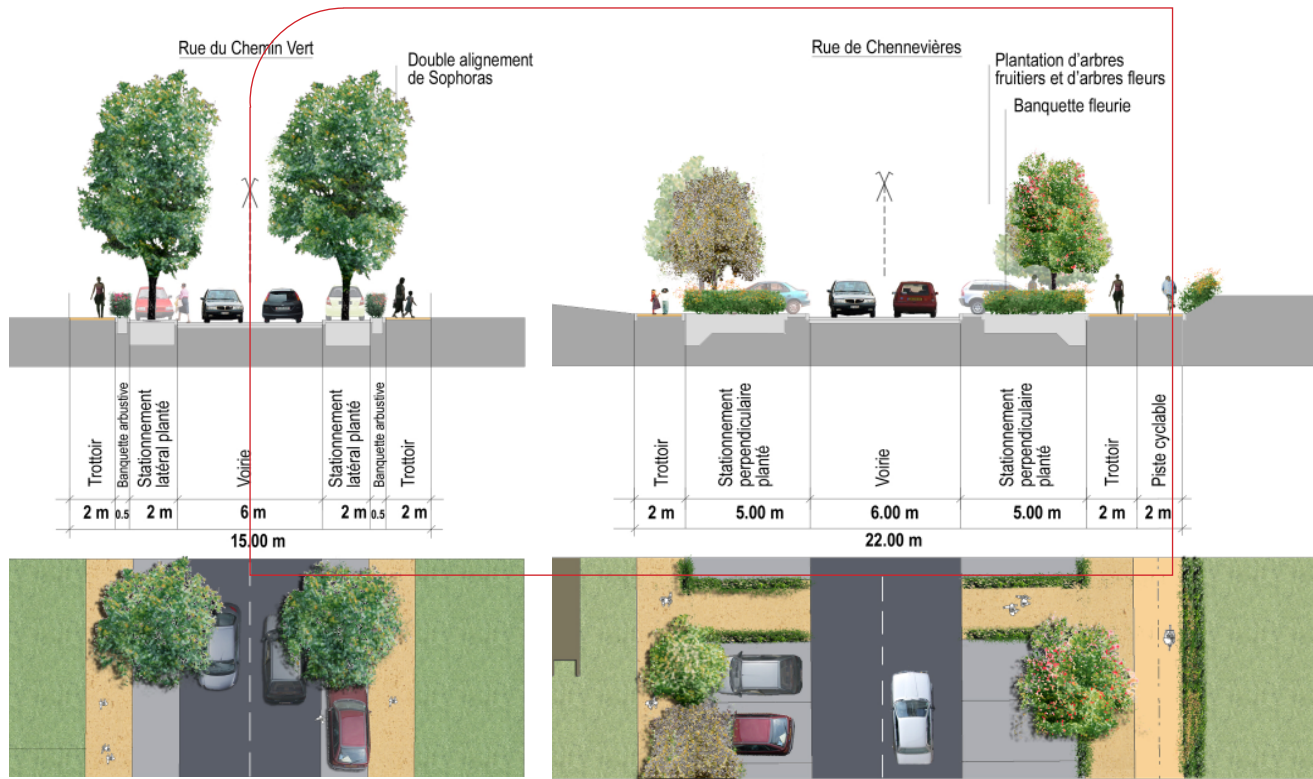 Rue du Chemin Vert
Double alignement
de Sophoras
Trottoir
Banquette arbustive
Stationnement
latéral planté
Voirie
Stationnement
latéral planté
Banquette arbustive
Trottoir
2 m
0.5
2 m
6 m
2 m
0.5
2 m
15.00 m
Rue de Chennevières
Plantation d'arbres
fruitiers et d'arbres fleurs
Banquette fleurie
Trottoir
Stationnement
perpendiculaire
planté
Voirie
Stationnement
perpendiculaire
planté
Trottoir
Piste cyclable
2 m
5.00 m
6.00 m
5.00 m
2 m
2 m
22.00 m